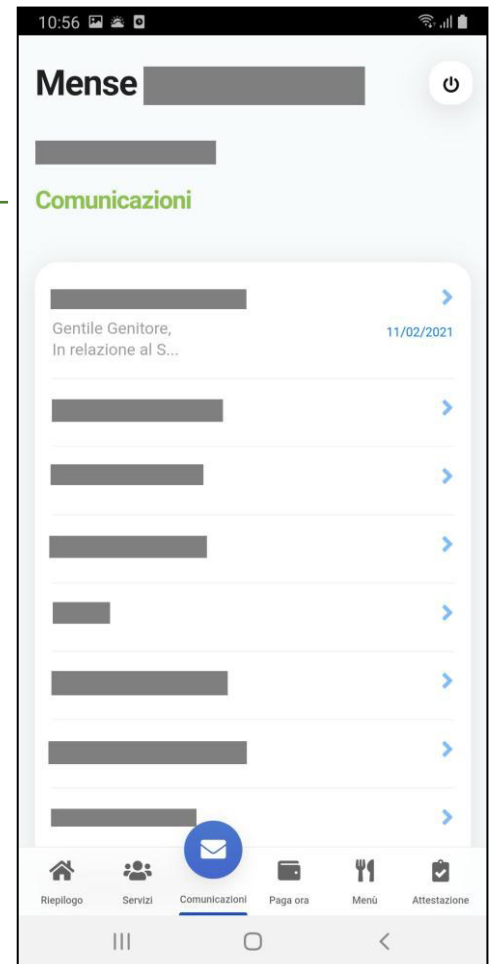 10:56
Mense
Comunicazioni
Gentile Genitore,
11/02/2021
In relazione al S...
Riepilogo Servizi Comunicazioni Paga ora Menù Attestazione